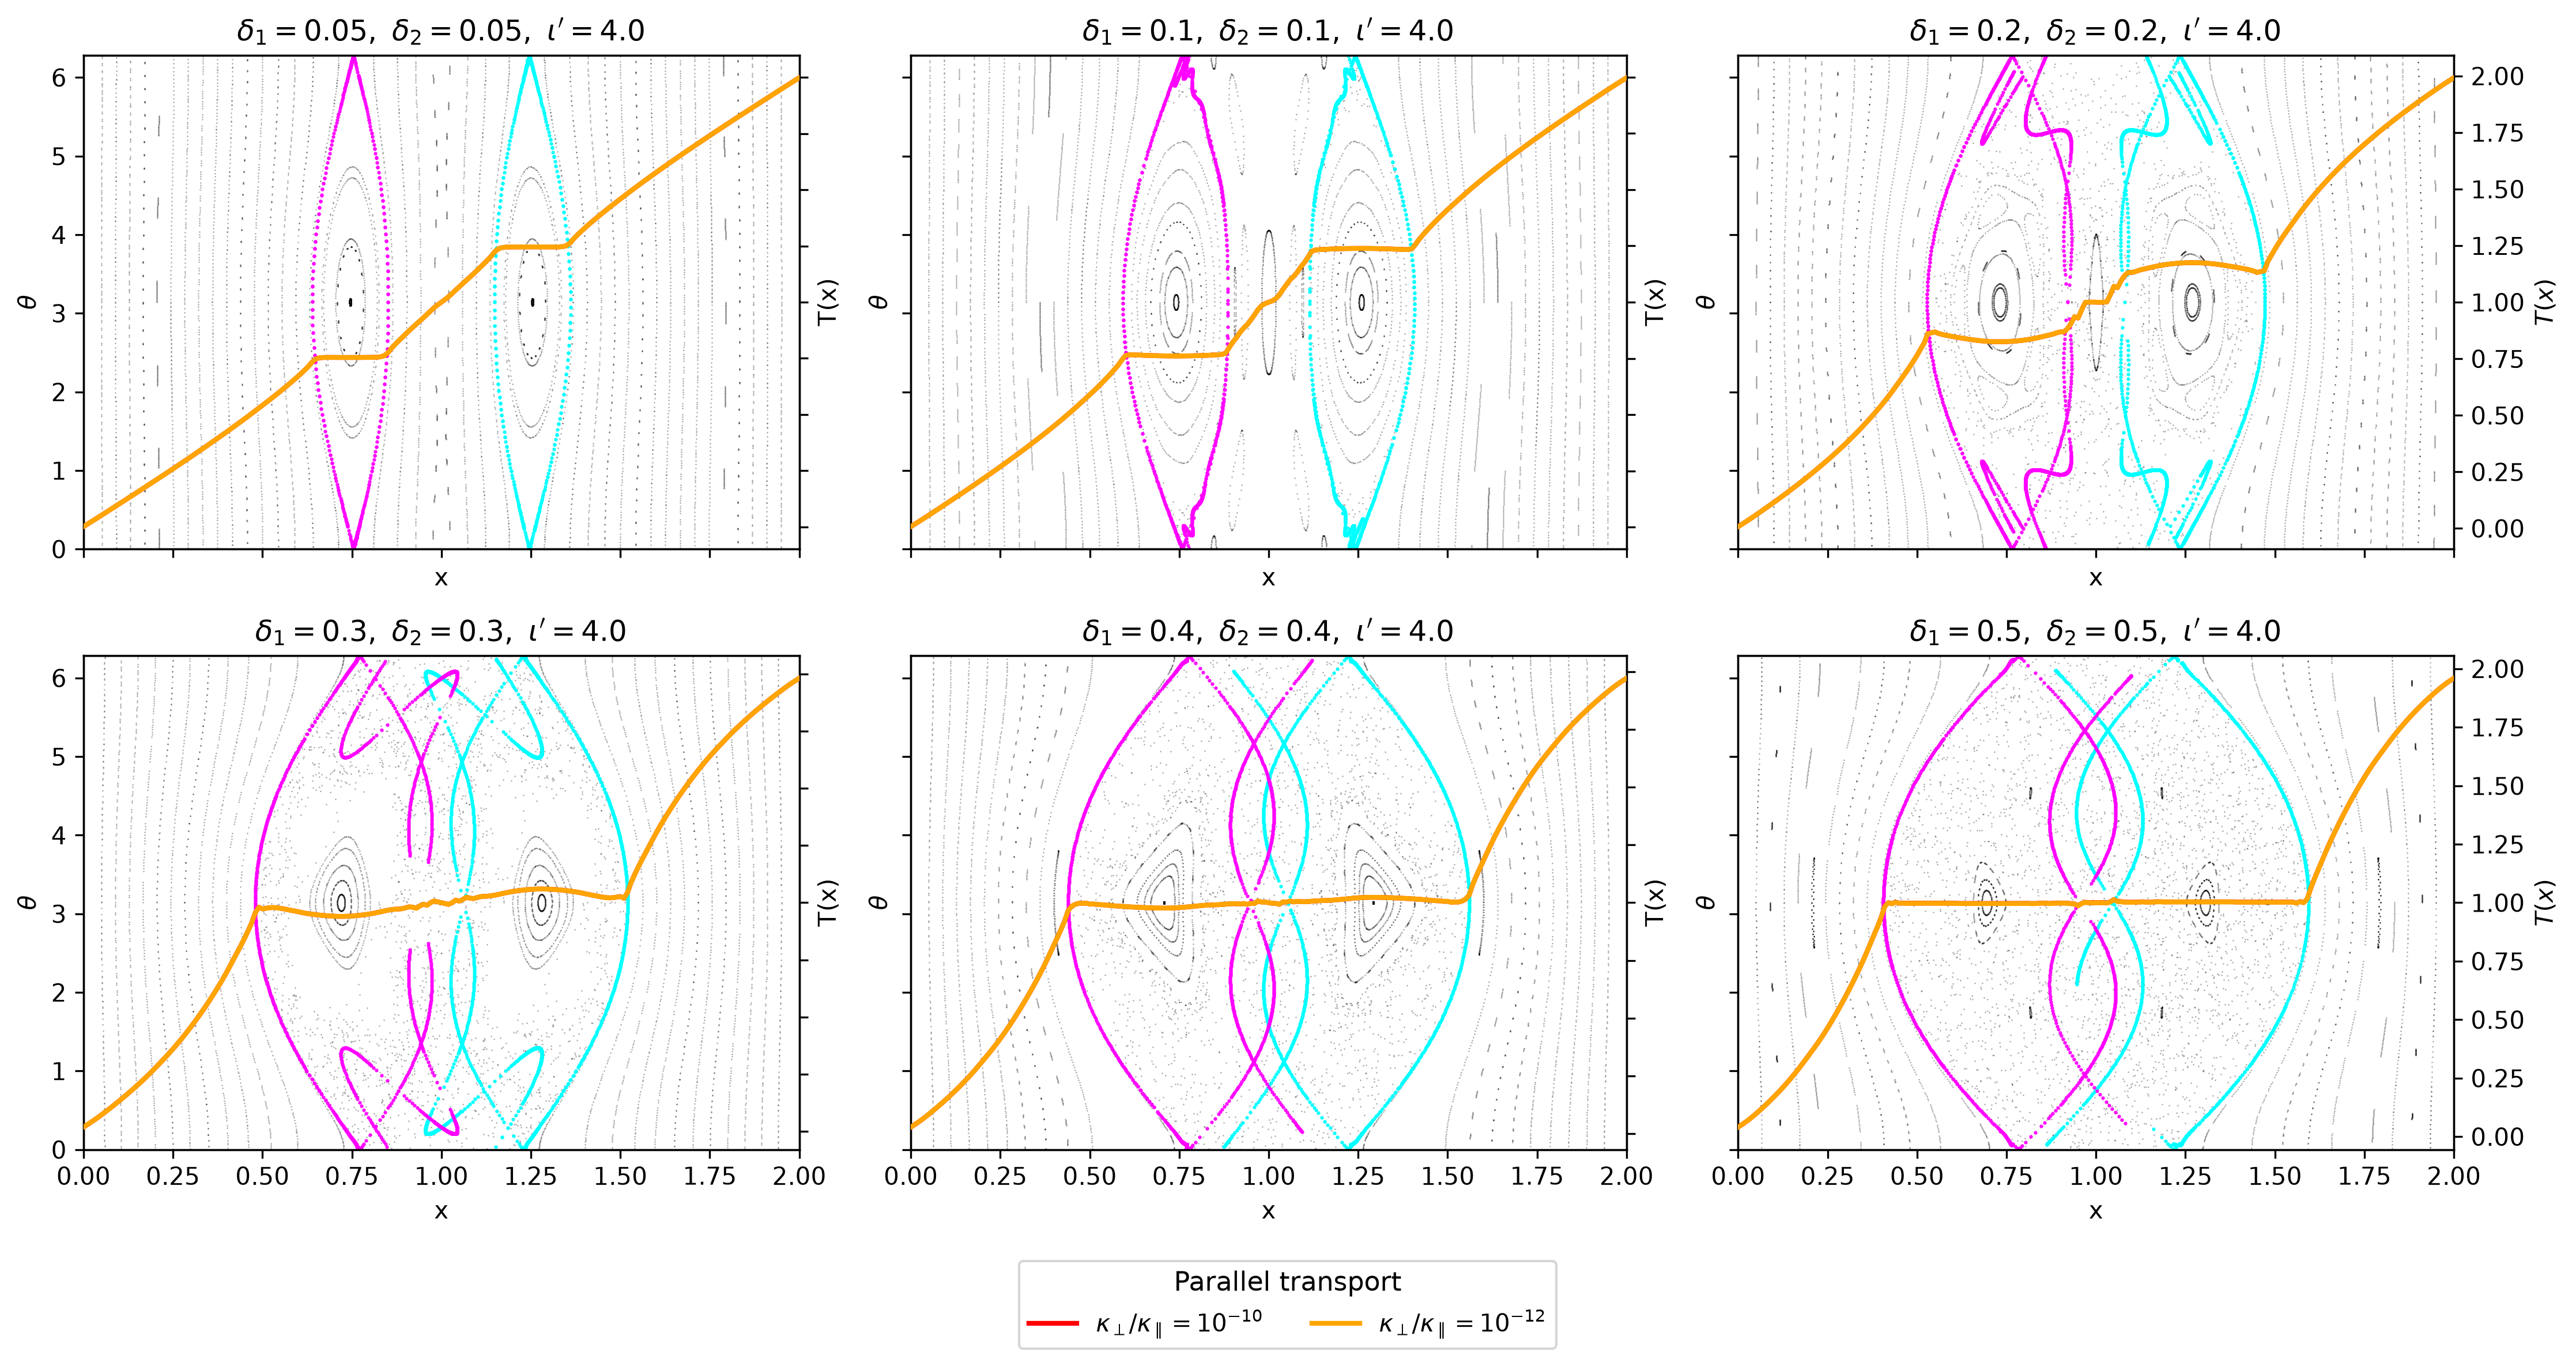 δ₁ = 0.05, δ₂ = 0.05, ι′ = 4.0
δ₁ = 0.1, δ₂ = 0.1, ι′ = 4.0
δ₁ = 0.2, δ₂ = 0.2, ι′ = 4.0
6
5
4
3
2
1
0
θ
x
T(x)
θ
x
T(x)
θ
x
2.00
1.75
1.50
1.25
1.00
0.75
0.50
0.25
0.00
T(x)
δ₁ = 0.3, δ₂ = 0.3, ι′ = 4.0
δ₁ = 0.4, δ₂ = 0.4, ι′ = 4.0
δ₁ = 0.5, δ₂ = 0.5, ι′ = 4.0
6
5
4
3
2
1
0
θ
0.00 0.25 0.50 0.75 1.00 1.25 1.50 1.75 2.00
x
T(x)
θ
0.00 0.25 0.50 0.75 1.00 1.25 1.50 1.75 2.00
x
T(x)
θ
0.00 0.25 0.50 0.75 1.00 1.25 1.50 1.75 2.00
x
2.00
1.75
1.50
1.25
1.00
0.75
0.50
0.25
0.00
T(x)
Parallel transport
κ⊥/κ∥ = 10⁻¹⁰ κ⊥/κ∥ = 10⁻¹²